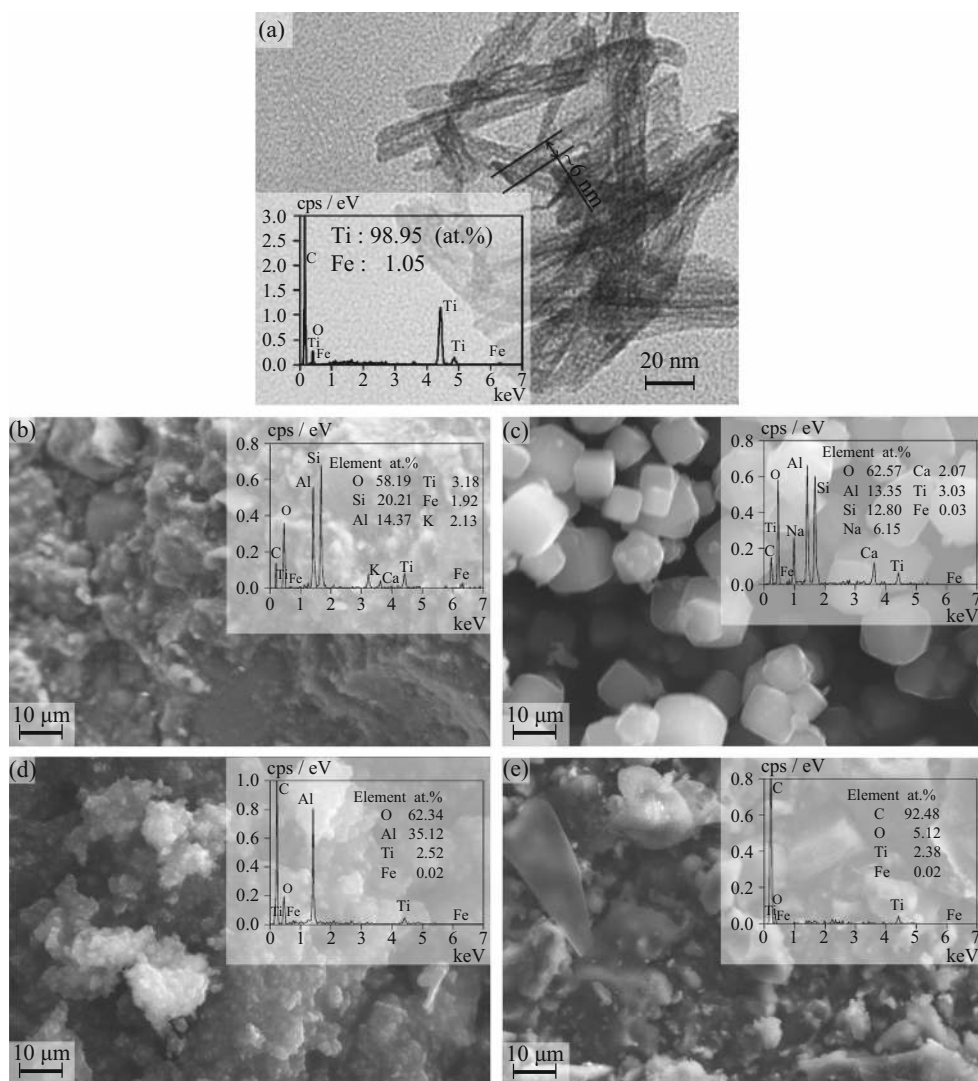 (a)
~6 nm
cps / eV
3.0
Ti : 98.95 (at.%)
2.5
Fe : 1.05
C
2.0
1.5
Ti
1.0
O
0.5
Ti
Fe
Ti
Fe
0.0
0 1 2 3 4 5 6 7
keV
20 nm
(b)
cps / eV
0.8
Si
Element at.%
O 58.19 Ti 3.18
0.6
Al
Si 20.21 Fe 1.92
Al 14.37 K 2.13
0.4
O
0.2
C
K
Ti
Ti
Fe
Ca
Fe
0.0
0 1 2 3 4 5 6 7
keV
10 µm
(c)
cps / eV
0.8
Element at.%
Al
O 62.57 Ca 2.07
O
0.6
Al 13.35 Ti 3.03
Si
Si 12.80 Fe 0.03
Na 6.15
0.4
Ti
Na
0.2
C
Ca
Fe
Ti
Fe
0.0
0 1 2 3 4 5 6 7
keV
10 µm
(d)
cps / eV
1.0
C
Al
Element at.%
0.8
O 62.34
Al 35.12
0.6
Ti 2.52
Fe 0.02
0.4
O
0.2
Ti
Fe
Ti
Fe
0.0
0 1 2 3 4 5 6 7
keV
10 µm
(e)
cps / eV
0.8
C
Element at.%
C 92.48
0.6
O 5.12
Ti 2.38
Fe 0.02
0.4
0.2
O
Ti
Fe
Ti
Fe
0.0
0 1 2 3 4 5 6 7
keV
10 µm